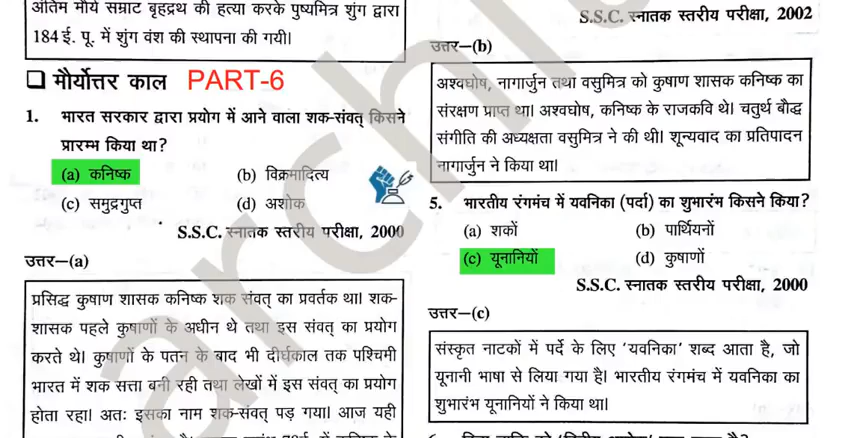 अंतिम मौर्य सम्राट बृहद्रथ की हत्या करके पुष्यमित्र शुंग द्वारा
184 ई. पू. में शुंग वंश की स्थापना की गयी।
❑ मौर्योत्तर काल PART-6
1. भारत सरकार द्वारा प्रयोग में आने वाला शक-संवत् किसने
प्रारम्भ किया था?
(a) कनिष्क (b) विक्रमादित्य
(c) समुद्रगुप्त (d) अशोक
S.S.C. स्नातक स्तरीय परीक्षा, 2000
उत्तर—(a)
प्रसिद्ध कुषाण शासक कनिष्क शक संवत् का प्रवर्तक था। शक-
शासक पहले कुषाणों के अधीन थे तथा इस संवत् का प्रयोग
करते थे। कुषाणों के पतन के बाद भी दीर्घकाल तक पश्चिमी
भारत में शक सत्ता बनी रही तथा लेखों में इस संवत् का प्रयोग
होता रहा। अतः इसका नाम शक-संवत् पड़ गया। आज यही
S.S.C. स्नातक स्तरीय परीक्षा, 2002
उत्तर—(b)
अश्वघोष, नागार्जुन तथा वसुमित्र को कुषाण शासक कनिष्क का
संरक्षण प्राप्त था। अश्वघोष, कनिष्क के राजकवि थे। चतुर्थ बौद्ध
संगीति की अध्यक्षता वसुमित्र ने की थी। शून्यवाद का प्रतिपादन
नागार्जुन ने किया था।
5. भारतीय रंगमंच में यवनिका (पर्दा) का शुभारंभ किसने किया?
(a) शकों (b) पार्थियनों
(c) यूनानियों (d) कुषाणों
S.S.C. स्नातक स्तरीय परीक्षा, 2000
उत्तर—(c)
संस्कृत नाटकों में पर्दे के लिए 'यवनिका' शब्द आता है, जो
यूनानी भाषा से लिया गया है। भारतीय रंगमंच में यवनिका का
शुभारंभ यूनानियों ने किया था।